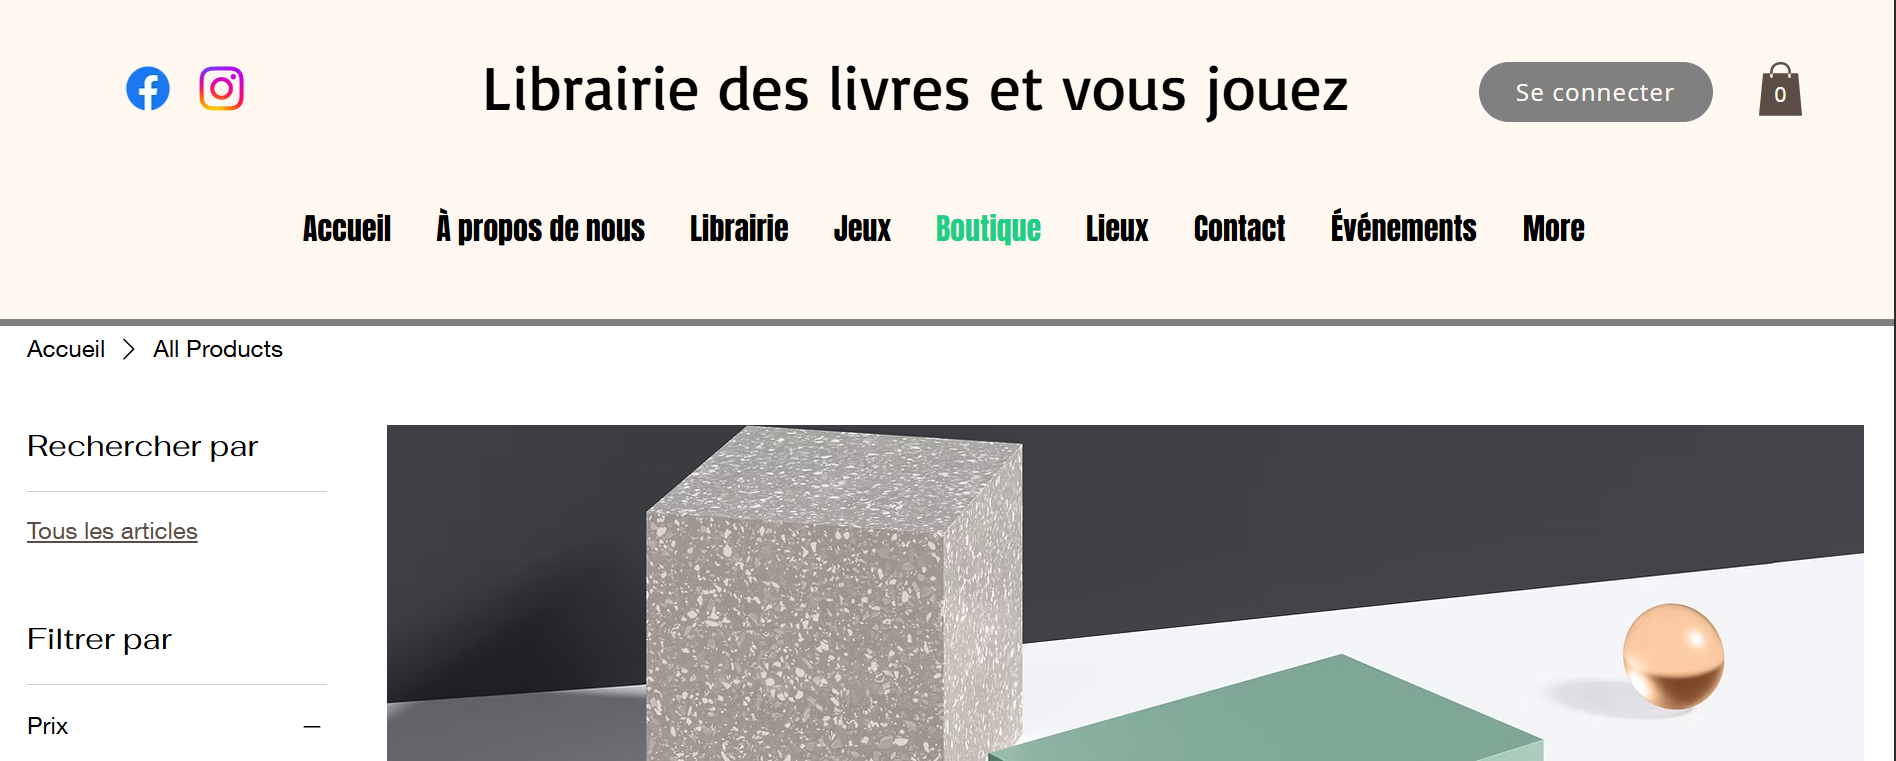 Librairie des livres et vous jouez
Se connecter
0
Accueil À propos de nous Librairie Jeux Boutique Lieux Contact Événements More
Accueil > All Products
Rechercher par
Tous les articles
Filtrer par
Prix